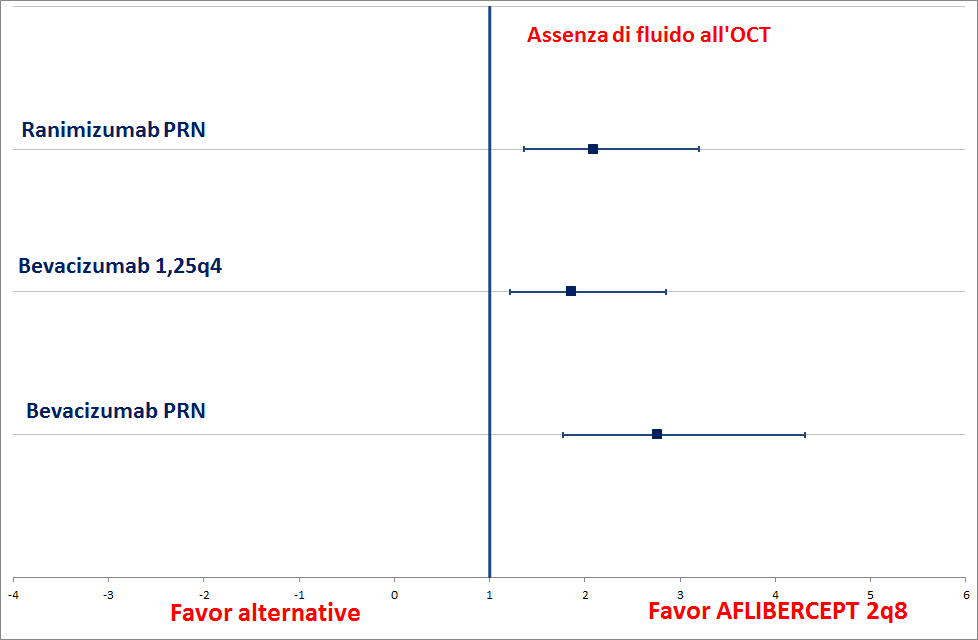 Assenza di fluido all'OCT
Ranimizumab PRN
Bevacizumab 1,25q4
Bevacizumab PRN
-4 -3 -2 -1 0 1 2 3 4 5 6
Favor alternative Favor AFLIBERCEPT 2q8